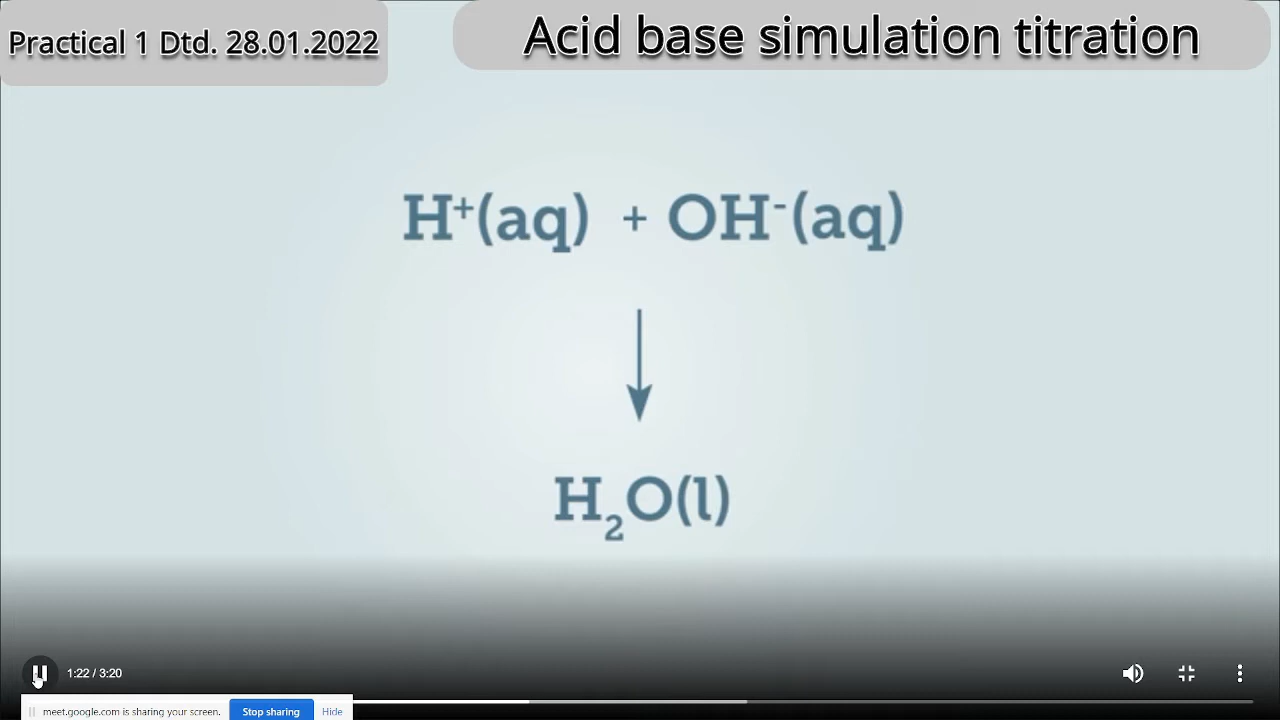 Practical 1 Dtd. 28.01.2022
Acid base simulation titration
H⁺(aq) + OH⁻(aq)
H₂O(l)
1:22 / 3:20
meet.google.com is sharing your screen. Stop sharing Hide